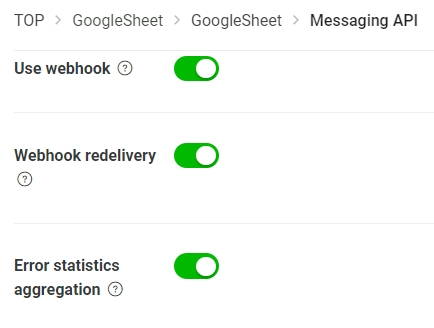 TOP > GoogleSheet > GoogleSheet > Messaging API
Use webhook ?
Webhook redelivery
?
Error statistics
aggregation ?